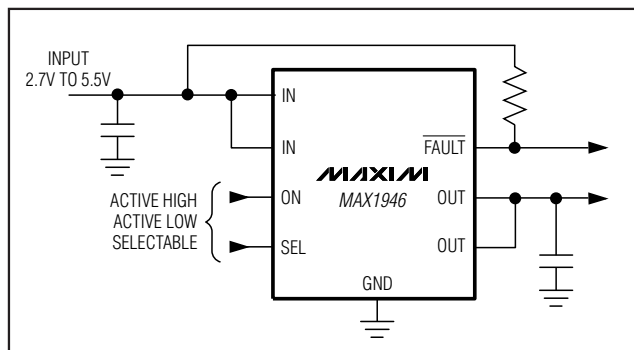 INPUT
2.7V TO 5.5V
IN
IN
FAULT
MAXIM
MAX1946
ACTIVE HIGH
ACTIVE LOW
SELECTABLE
ON
SEL
OUT
OUT
GND